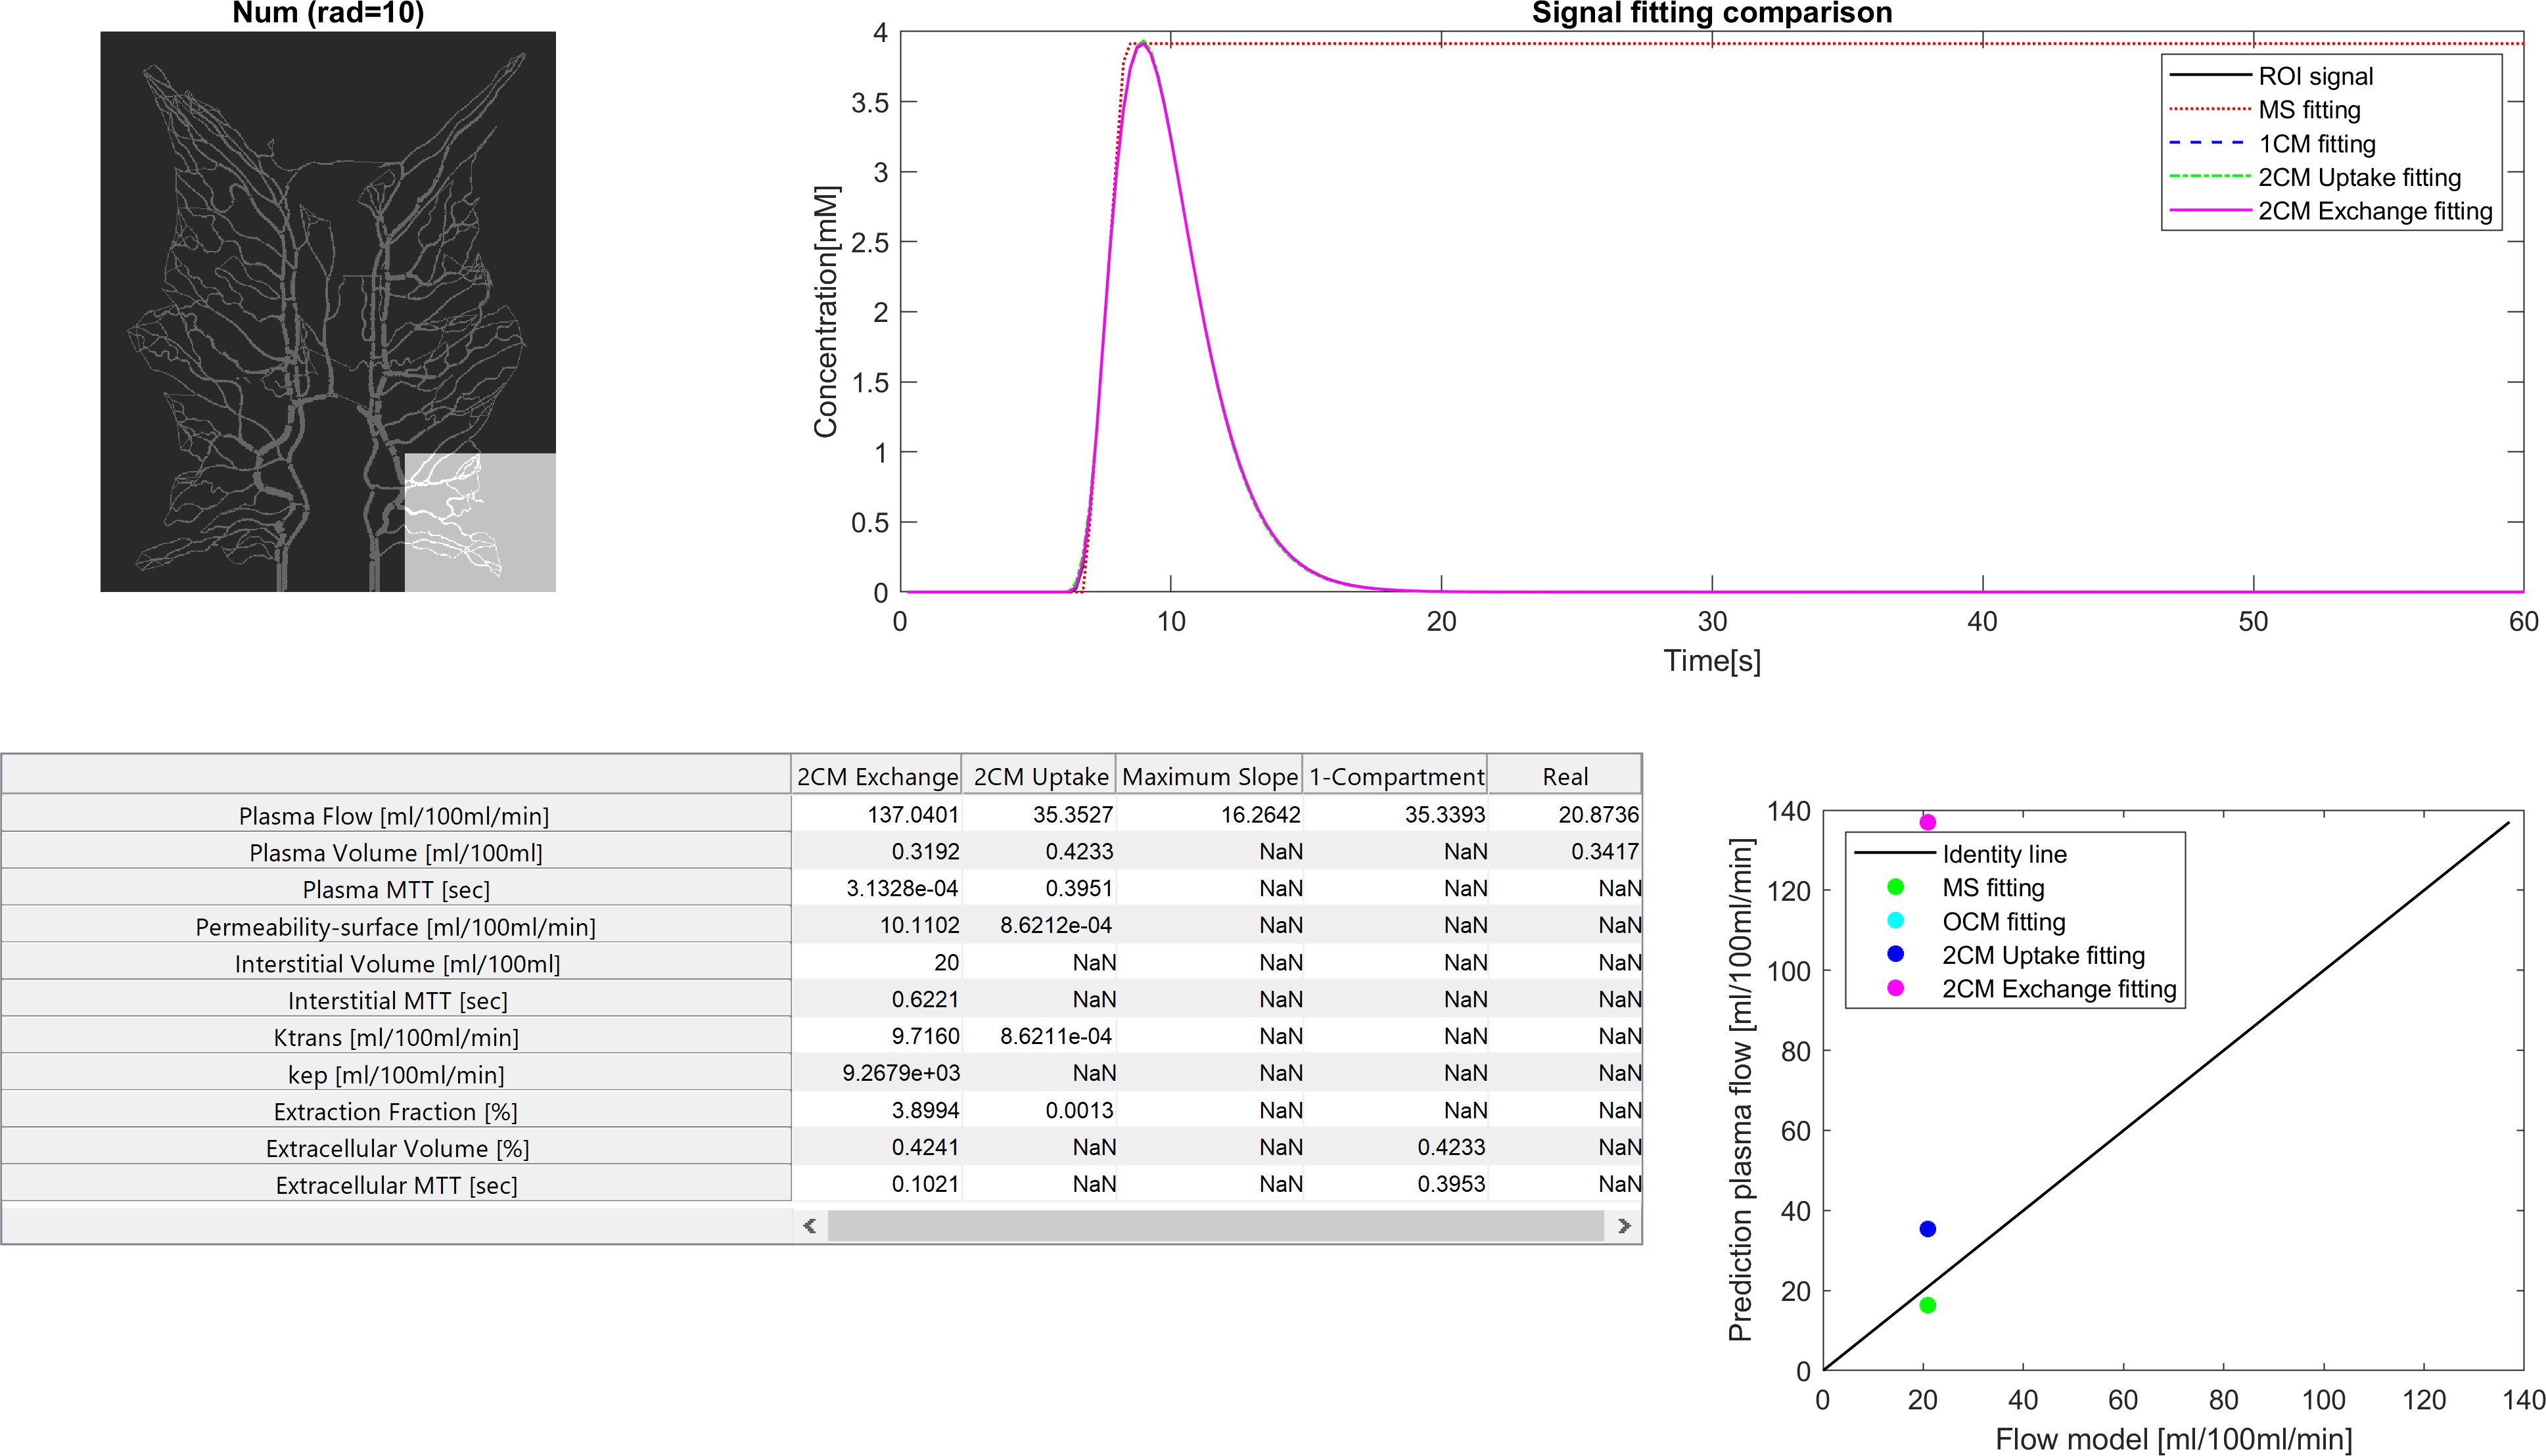 Num (rad=10)
Signal fitting comparison
4
3.5
3
2.5
2
1.5
1
0.5
0
Concentration[mM]
0 10 20 30 40 50 60
Time[s]
ROI signal
MS fitting
1CM fitting
2CM Uptake fitting
2CM Exchange fitting
2CM Exchange 2CM Uptake Maximum Slope 1-Compartment Real
Plasma Flow [ml/100ml/min] 137.0401 35.3527 16.2642 35.3393 20.8736
Plasma Volume [ml/100ml] 0.3192 0.4233 NaN NaN 0.3417
Plasma MTT [sec] 3.1328e-04 0.3951 NaN NaN NaN
Permeability-surface [ml/100ml/min] 10.1102 8.6212e-04 NaN NaN NaN
Interstitial Volume [ml/100ml] 20 NaN NaN NaN NaN
Interstitial MTT [sec] 0.6221 NaN NaN NaN NaN
Ktrans [ml/100ml/min] 9.7160 8.6211e-04 NaN NaN NaN
kep [ml/100ml/min] 9.2679e+03 NaN NaN NaN NaN
Extraction Fraction [%] 3.8994 0.0013 NaN NaN NaN
Extracellular Volume [%] 0.4241 NaN NaN 0.4233 NaN
Extracellular MTT [sec] 0.1021 NaN NaN 0.3953 NaN
140
120
100
80
60
40
20
0
Prediction plasma flow [ml/100ml/min]
Identity line
MS fitting
OCM fitting
2CM Uptake fitting
2CM Exchange fitting
0 20 40 60 80 100 120 140
Flow model [ml/100ml/min]